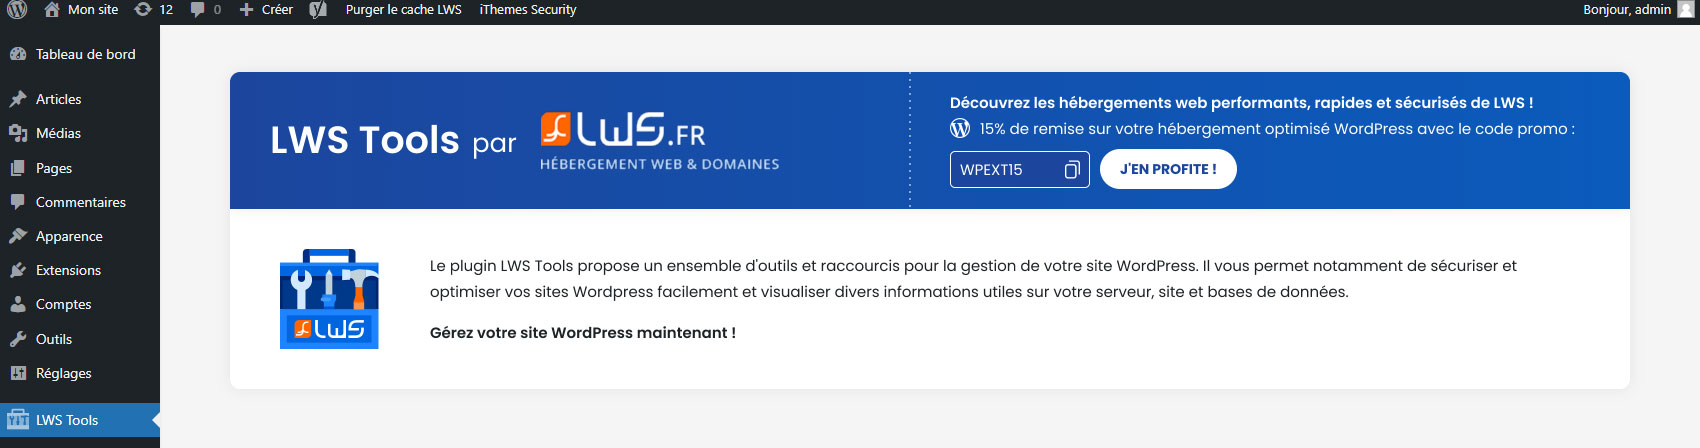 Mon site 12 0 Créer Purger le cache LWS iThemes Security Bonjour, admin
Tableau de bord
Articles
Médias
Pages
Commentaires
Apparence
Extensions
Comptes
Outils
Réglages
LWS Tools
LWS Tools par LWS.FR
HÉBERGEMENT WEB & DOMAINES
Découvrez les hébergements web performants, rapides et sécurisés de LWS !
15% de remise sur votre hébergement optimisé WordPress avec le code promo :
WPEXT15 J'EN PROFITE !
LWS
Le plugin LWS Tools propose un ensemble d'outils et raccourcis pour la gestion de votre site WordPress. Il vous permet notamment de sécuriser et
optimiser vos sites Wordpress facilement et visualiser divers informations utiles sur votre serveur, site et bases de données.
Gérez votre site WordPress maintenant !